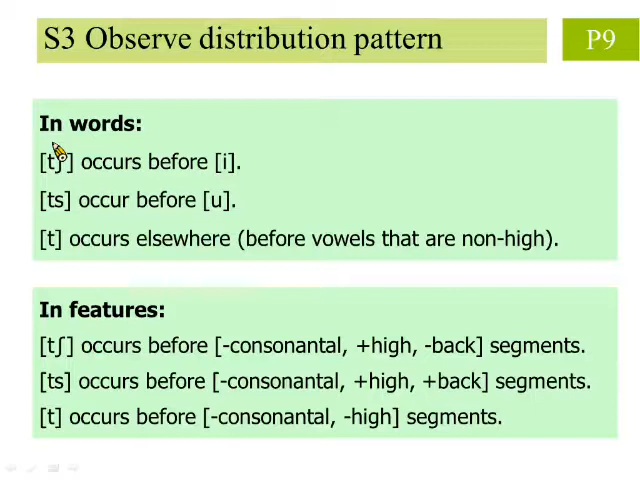 S3 Observe distribution pattern
P9
In words:
[tʃ] occurs before [i].
[ts] occur before [u].
[t] occurs elsewhere (before vowels that are non-high).
In features:
[tʃ] occurs before [-consonantal, +high, -back] segments.
[ts] occurs before [-consonantal, +high, +back] segments.
[t] occurs before [-consonantal, -high] segments.